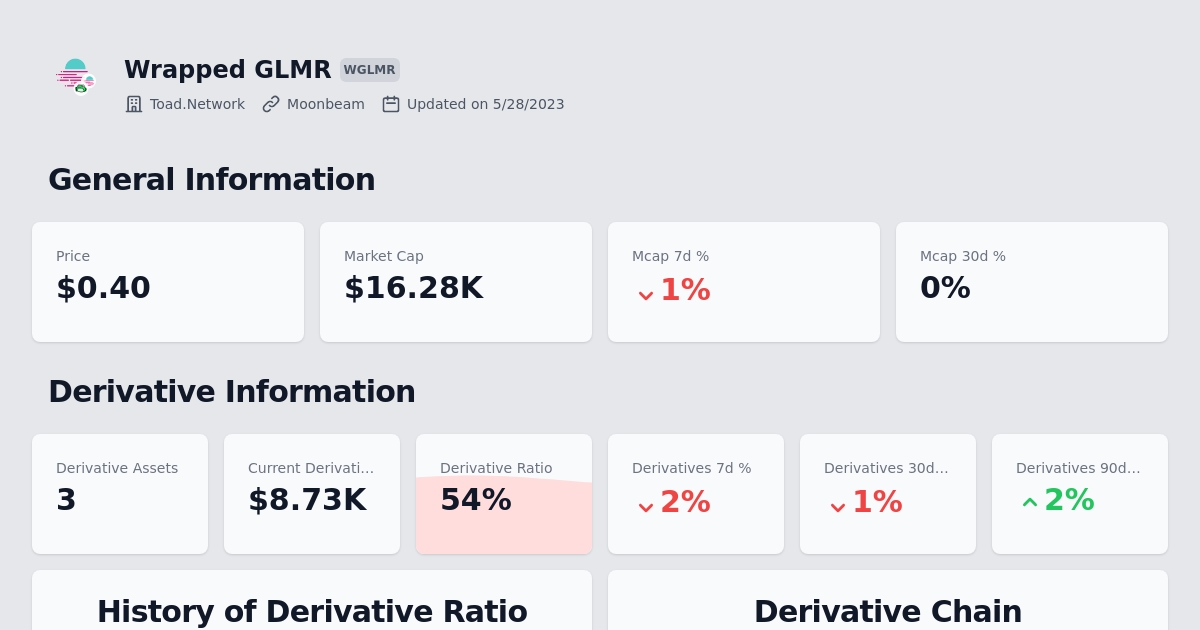 Wrapped GLMR WGLMR
Toad.Network Moonbeam Updated on 5/28/2023
General Information
Price
$0.40
Market Cap
$16.28K
Mcap 7d %
1%
Mcap 30d %
0%
Derivative Information
Derivative Assets
3
Current Derivati...
$8.73K
Derivative Ratio
54%
Derivatives 7d %
2%
Derivatives 30d...
1%
Derivatives 90d...
2%
History of Derivative Ratio
Derivative Chain